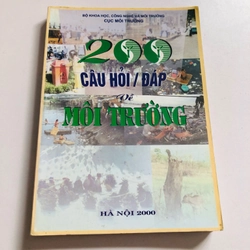 BỘ KHOA HỌC, CÔNG NGHỆ VÀ MÔI TRƯỜNG
CỤC MÔI TRƯỜNG
200
CÂU HỎI / ĐÁP
Về
MÔI TRƯỜNG
HÀ NỘI 2000